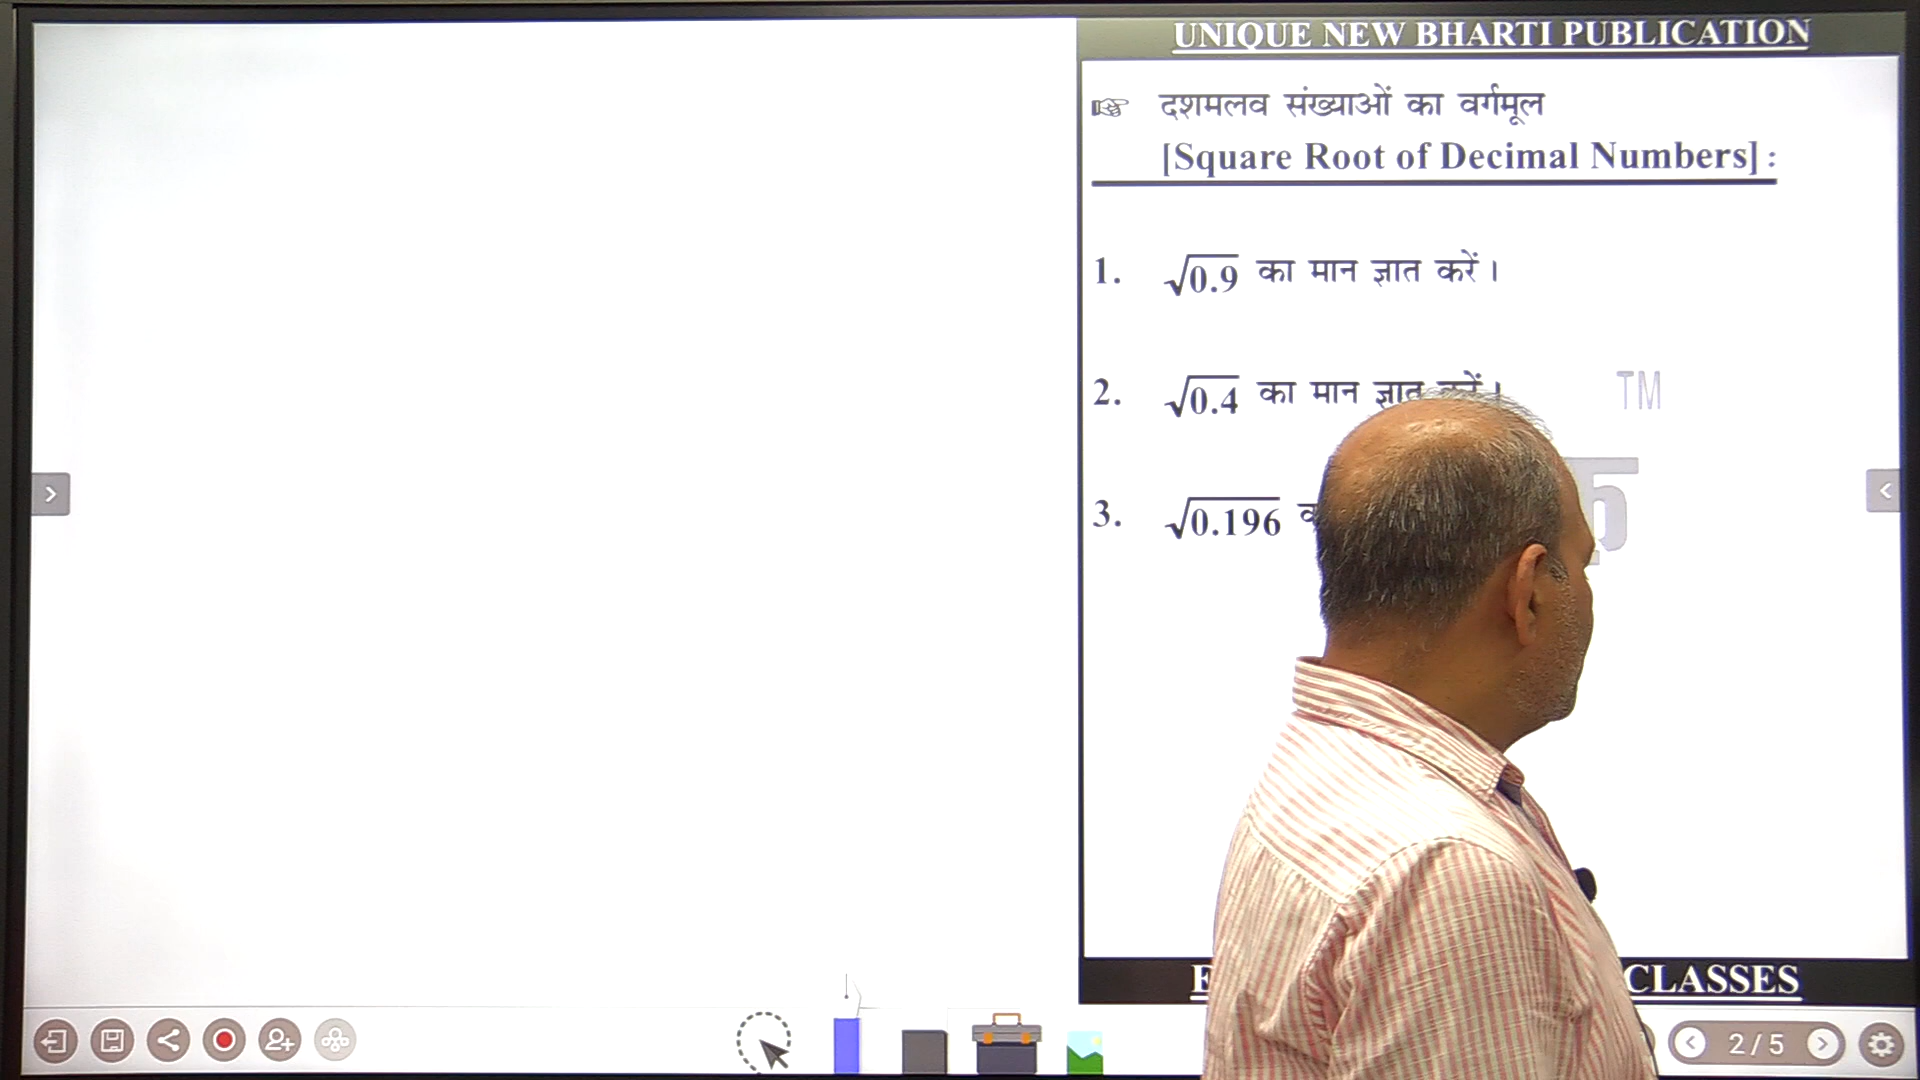 UNIQUE NEW BHARTI PUBLICATION
दशमलव संख्याओं का वर्गमूल
[Square Root of Decimal Numbers] :
1. √0.9 का मान ज्ञात करें।
2. √0.4 का मान ज्ञात करें।
TM
3. √0.196
CLASSES
2/5